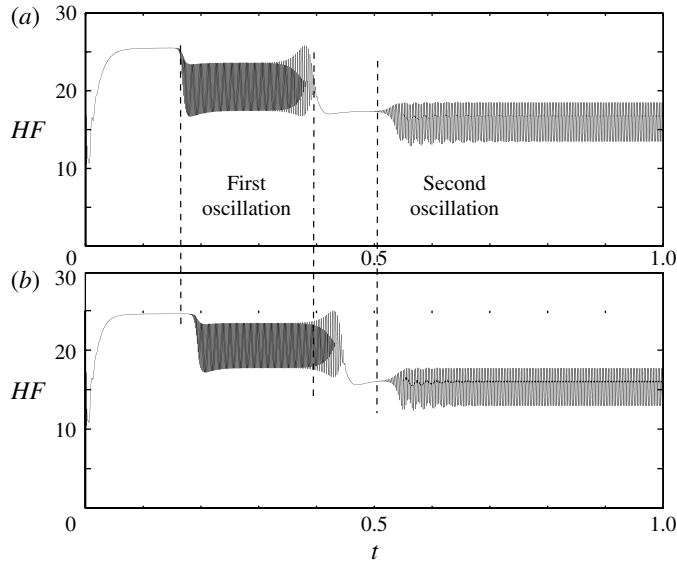 (a)
30
20
HF
10
First
oscillation
Second
oscillation
0
0.5
1.0
(b)
30
20
HF
10
0
0.5
1.0
t